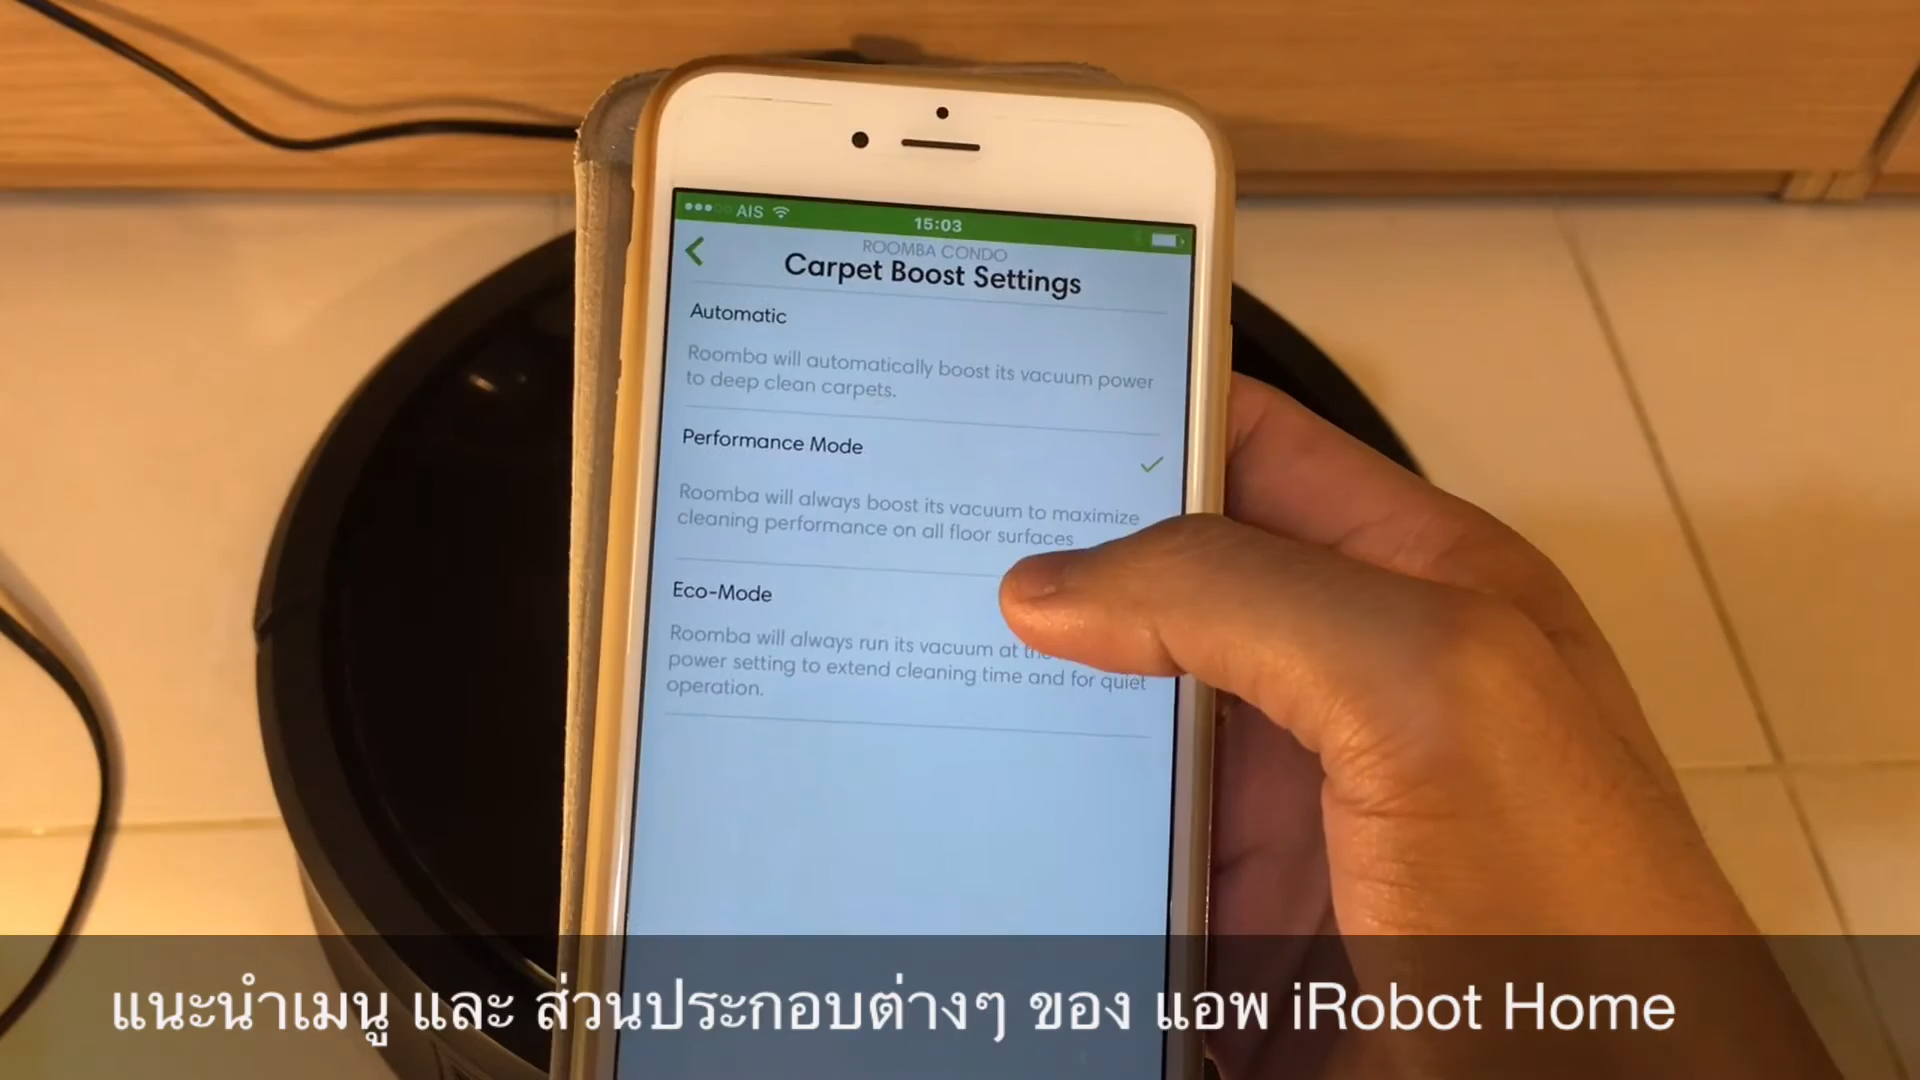 AIS
15:03
ROOMBA CONDO
Carpet Boost Settings
Automatic
Roomba will automatically boost its vacuum power
to deep clean carpets.
Performance Mode
Roomba will always boost its vacuum to maximize
cleaning performance on all floor surfaces
Eco-Mode
Roomba will always run its vacuum at
power setting to extend cleaning time and for quiet
operation.
แนะนำเมนู และ ส่วนประกอบต่างๆ ของ แอพ iRobot Home